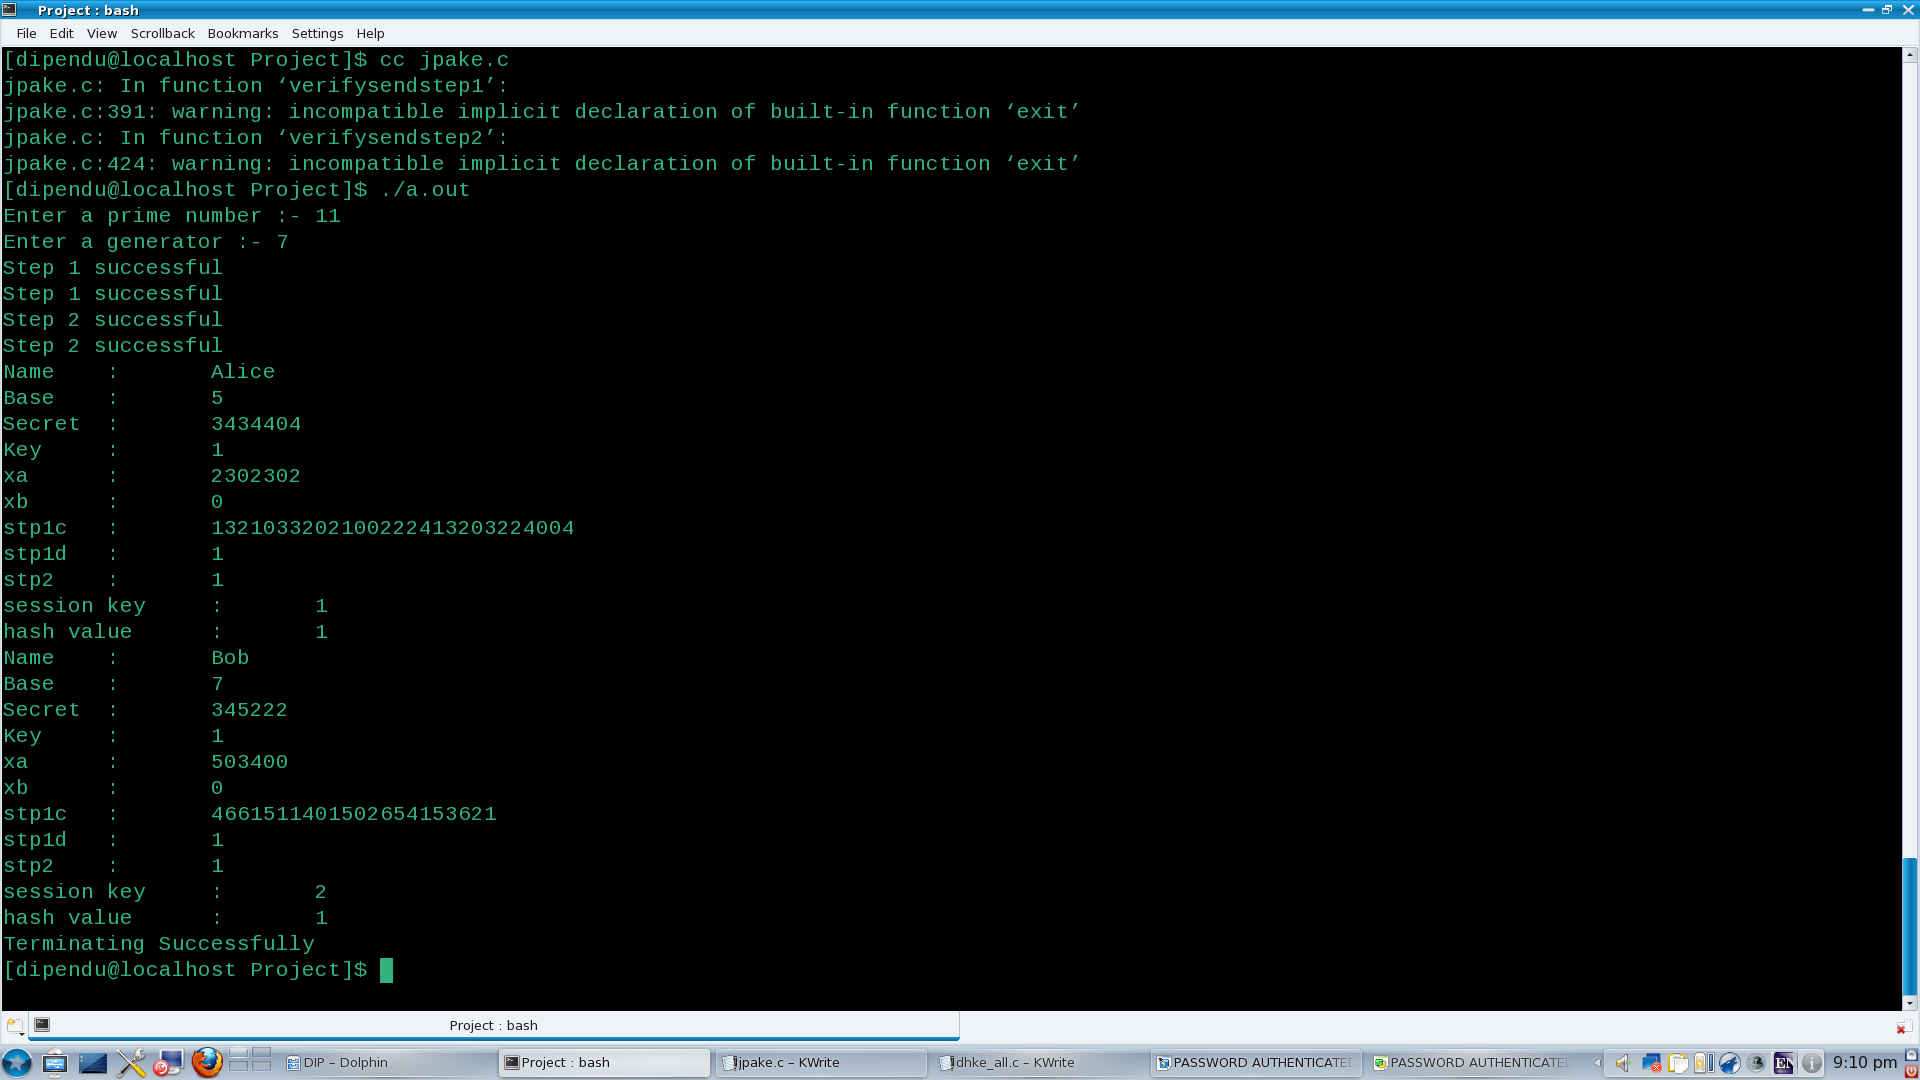 Project : bash
File Edit View Scrollback Bookmarks Settings Help
[dipendu@localhost Project]$ cc jpake.c
jpake.c: In function ‘verifysendstep1’:
jpake.c:391: warning: incompatible implicit declaration of built-in function ‘exit’
jpake.c: In function ‘verifysendstep2’:
jpake.c:424: warning: incompatible implicit declaration of built-in function ‘exit’
[dipendu@localhost Project]$ ./a.out
Enter a prime number :- 11
Enter a generator :- 7
Step 1 successful
Step 1 successful
Step 2 successful
Step 2 successful
Name : Alice
Base : 5
Secret : 3434404
Key : 1
xa : 2302302
xb : 0
stp1c : 1321033202100222413203224004
stp1d : 1
stp2 : 1
session key : 1
hash value : 1
Name : Bob
Base : 7
Secret : 345222
Key : 1
xa : 503400
xb : 0
stp1c : 4661511401502654153621
stp1d : 1
stp2 : 1
session key : 2
hash value : 1
Terminating Successfully
[dipendu@localhost Project]$
Project : bash
DIP – Dolphin Project : bash jpake.c – KWrite dhke_all.c – KWrite PASSWORD AUTHENTICATED PASSWORD AUTHENTICATED EN 9:10 pm